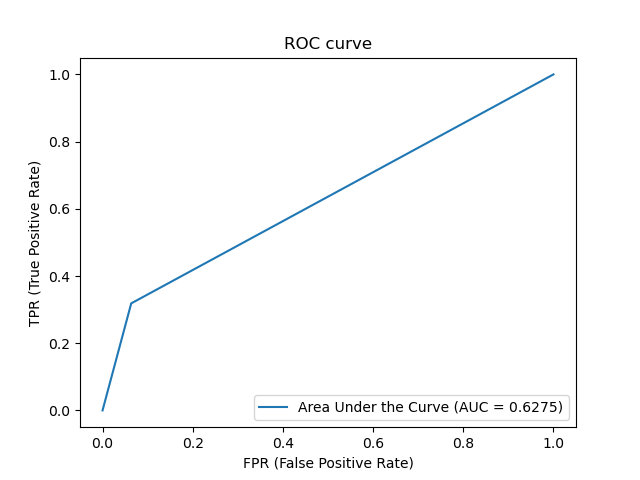 ROC curve
1.0
0.8
0.6
0.4
0.2
0.0
TPR (True Positive Rate)
Area Under the Curve (AUC = 0.6275)
0.0 0.2 0.4 0.6 0.8 1.0
FPR (False Positive Rate)